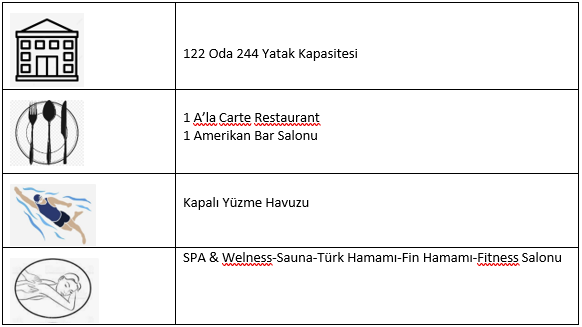 122 Oda 244 Yatak Kapasitesi
1 A’la Carte Restaurant
1 Amerikan Bar Salonu
Kapalı Yüzme Havuzu
SPA & Welness-Sauna-Türk Hamamı-Fin Hamamı-Fitness Salonu